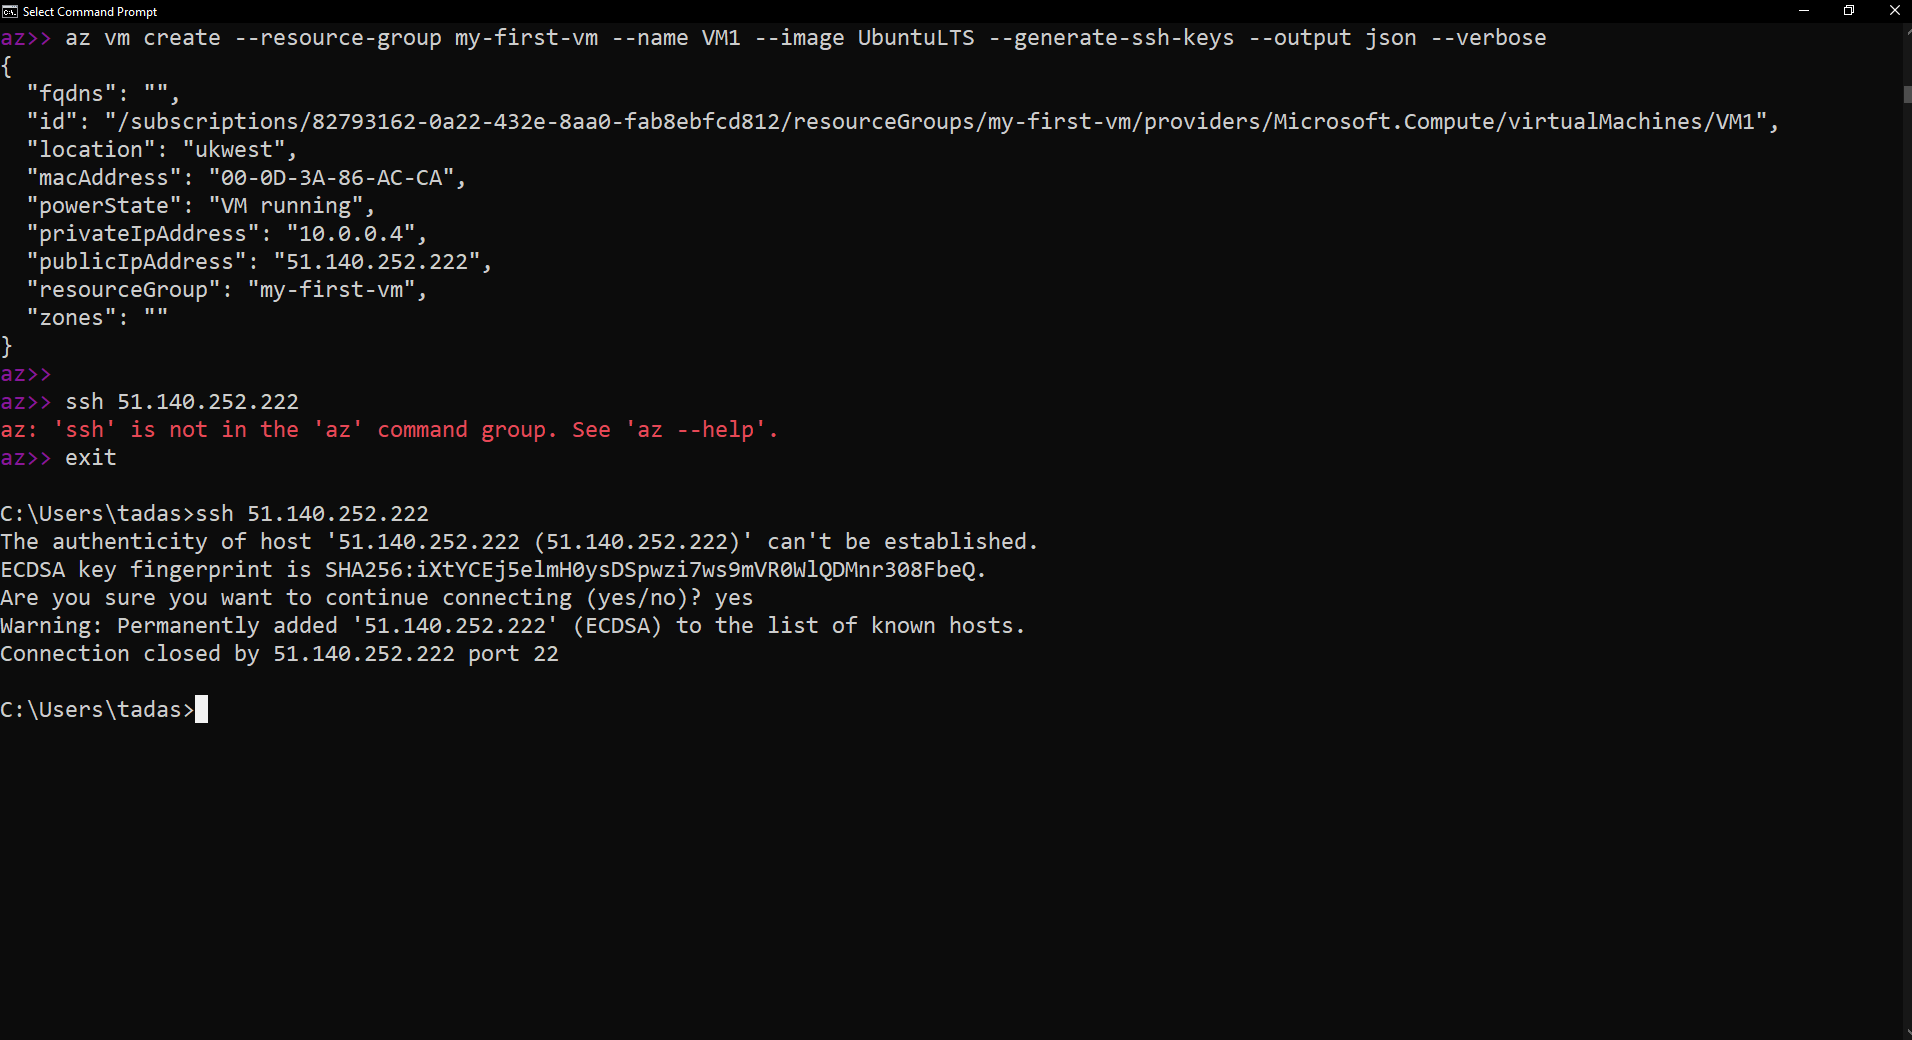 Select Command Prompt
az>> az vm create --resource-group my-first-vm --name VM1 --image UbuntuLTS --generate-ssh-keys --output json --verbose
{
  "fqdns": "",
  "id": "/subscriptions/82793162-0a22-432e-8aa0-fab8ebfcd812/resourceGroups/my-first-vm/providers/Microsoft.Compute/virtualMachines/VM1",
  "location": "ukwest",
  "macAddress": "00-0D-3A-86-AC-CA",
  "powerState": "VM running",
  "privateIpAddress": "10.0.0.4",
  "publicIpAddress": "51.140.252.222",
  "resourceGroup": "my-first-vm",
  "zones": ""
}
az>>
az>> ssh 51.140.252.222
az: 'ssh' is not in the 'az' command group. See 'az --help'.
az>> exit
C:\Users\tadas>ssh 51.140.252.222
The authenticity of host '51.140.252.222 (51.140.252.222)' can't be established.
ECDSA key fingerprint is SHA256:iXtYCEj5elmH0ysDSpwzi7ws9mVR0WlQDMnr308FbeQ.
Are you sure you want to continue connecting (yes/no)? yes
Warning: Permanently added '51.140.252.222' (ECDSA) to the list of known hosts.
Connection closed by 51.140.252.222 port 22
C:\Users\tadas>